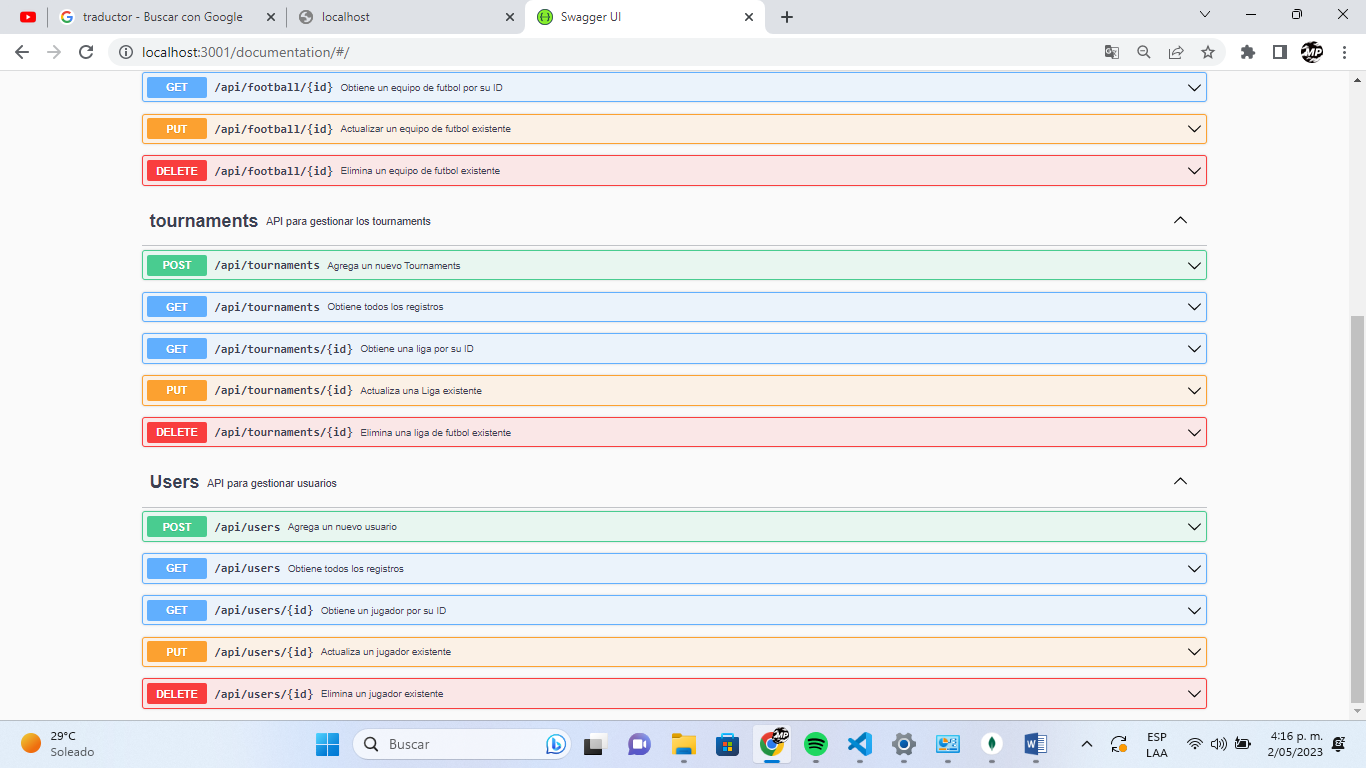 traductor - Buscar con Google
localhost
Swagger UI
localhost:3001/documentation/#/
GET /api/football/{id} Obtiene un equipo de futbol por su ID
PUT /api/football/{id} Actualizar un equipo de futbol existente
DELETE /api/football/{id} Elimina un equipo de futbol existente
tournaments API para gestionar los tournaments
POST /api/tournaments Agrega un nuevo Tournaments
GET /api/tournaments Obtiene todos los registros
GET /api/tournaments/{id} Obtiene una liga por su ID
PUT /api/tournaments/{id} Actualiza una Liga existente
DELETE /api/tournaments/{id} Elimina una liga de futbol existente
Users API para gestionar usuarios
POST /api/users Agrega un nuevo usuario
GET /api/users Obtiene todos los registros
GET /api/users/{id} Obtiene un jugador por su ID
PUT /api/users/{id} Actualiza un jugador existente
DELETE /api/users/{id} Elimina un jugador existente
29°C
Soleado
Buscar
ESP
LAA
4:16 p. m.
2/05/2023